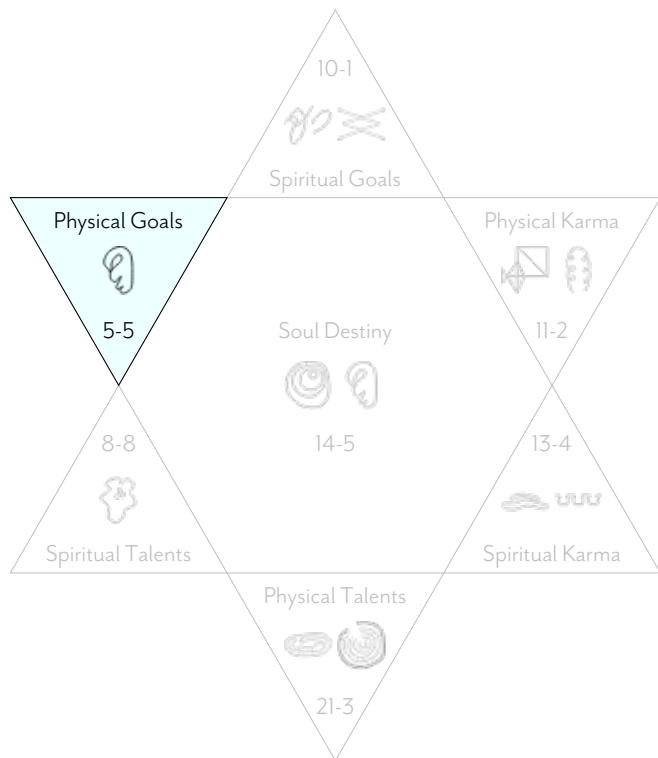 10-1
Spiritual Goals
Physical Goals
5-5
Physical Karma
11-2
Soul Destiny
14-5
8-8
Spiritual Talents
13-4
Spiritual Karma
Physical Talents
21-3